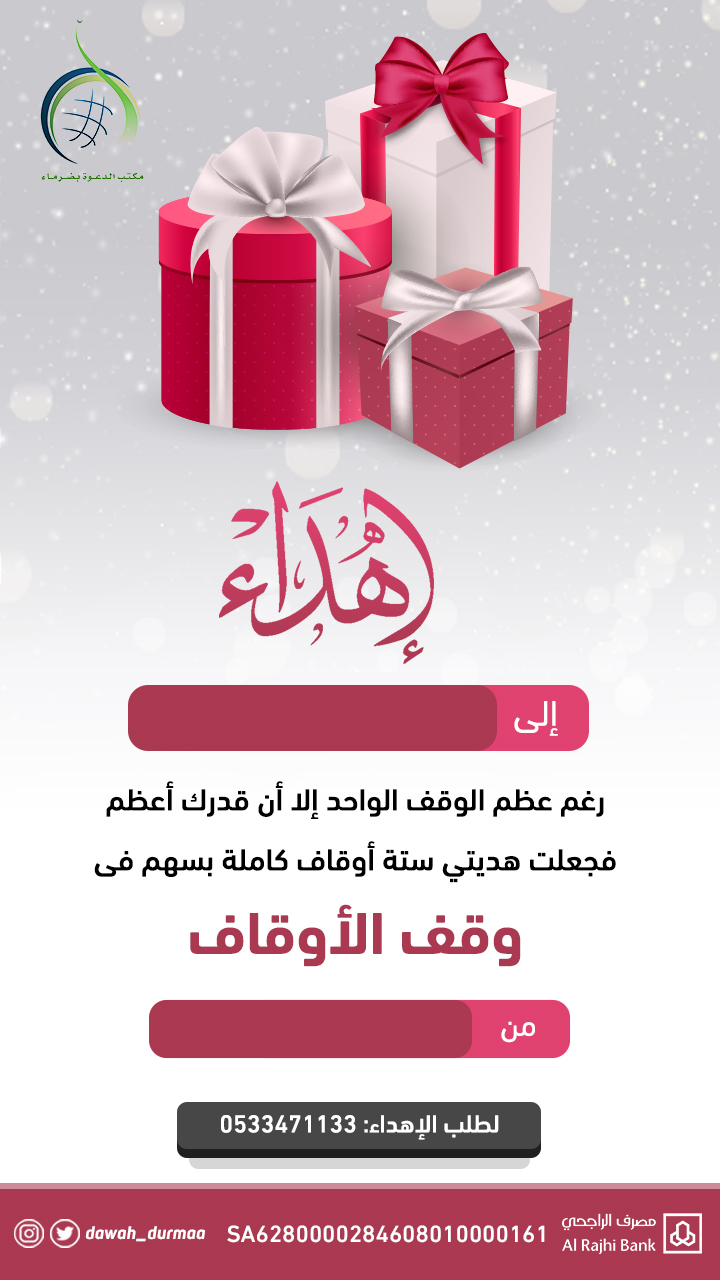 مكتب الدعوة بضرماء
إهداء
إلى
رغم عظم الوقف الواحد إلا أن قدرك أعظم
فجعلت هديتي ستة أوقاف كاملة بسهم فى
وقف الأوقاف
من
لطلب الإهداء: 0533471133
مصرف الراجحي
Al Rajhi Bank
SA6280000284608010000161
dawah_durmaa